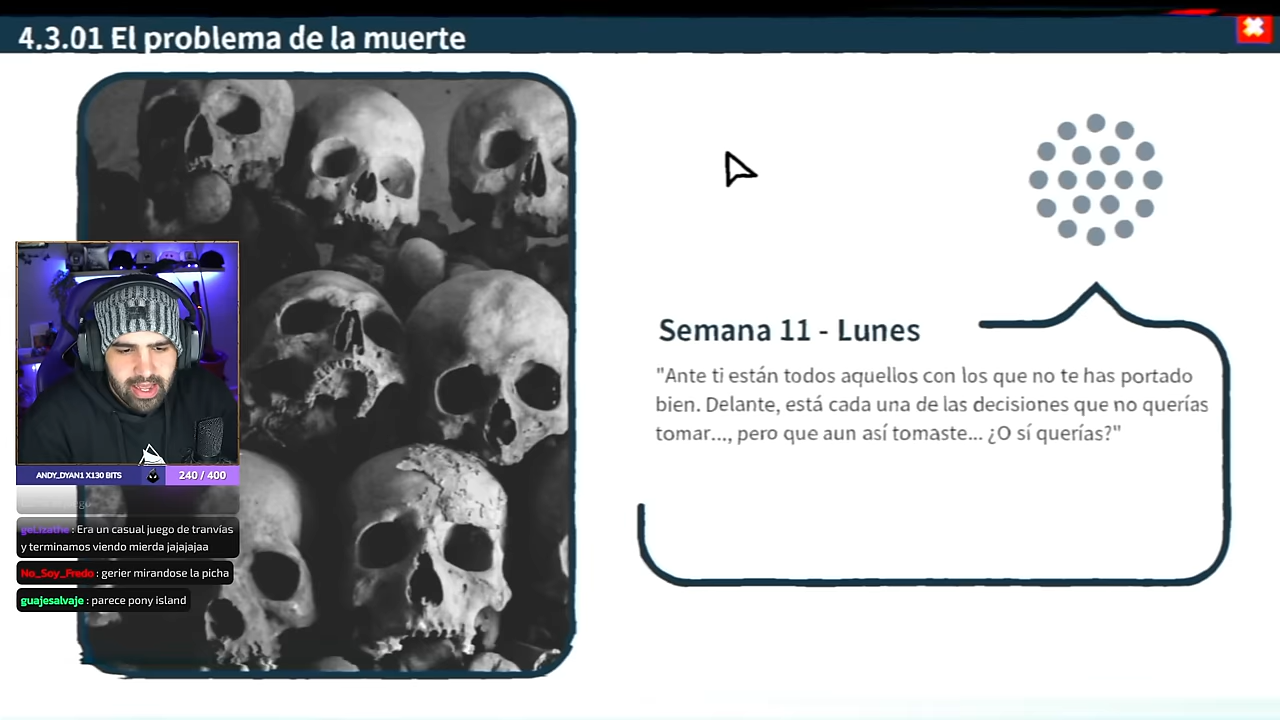 4.3.01 El problema de la muerte
Semana 11 - Lunes
"Ante ti están todos aquellos con los que no te has portado
bien. Delante, está cada una de las decisiones que no querías
tomar..., pero que aun así tomaste... ¿O sí querías?"
ANDY_DYAN1 X130 BITS 240 / 400
geLizathe : Era un casual juego de tranvías
y terminamos viendo mierda jajajajaa
No_Soy_Fredo : gerier mirandose la picha
guajesalvaje : parece pony island